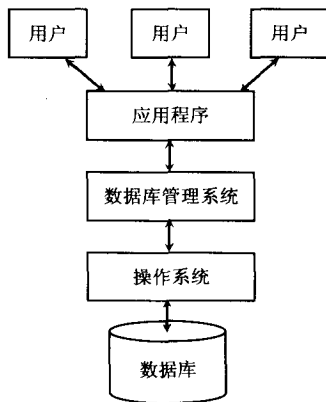 用户
用户
用户
应用程序
数据库管理系统
操作系统
数据库